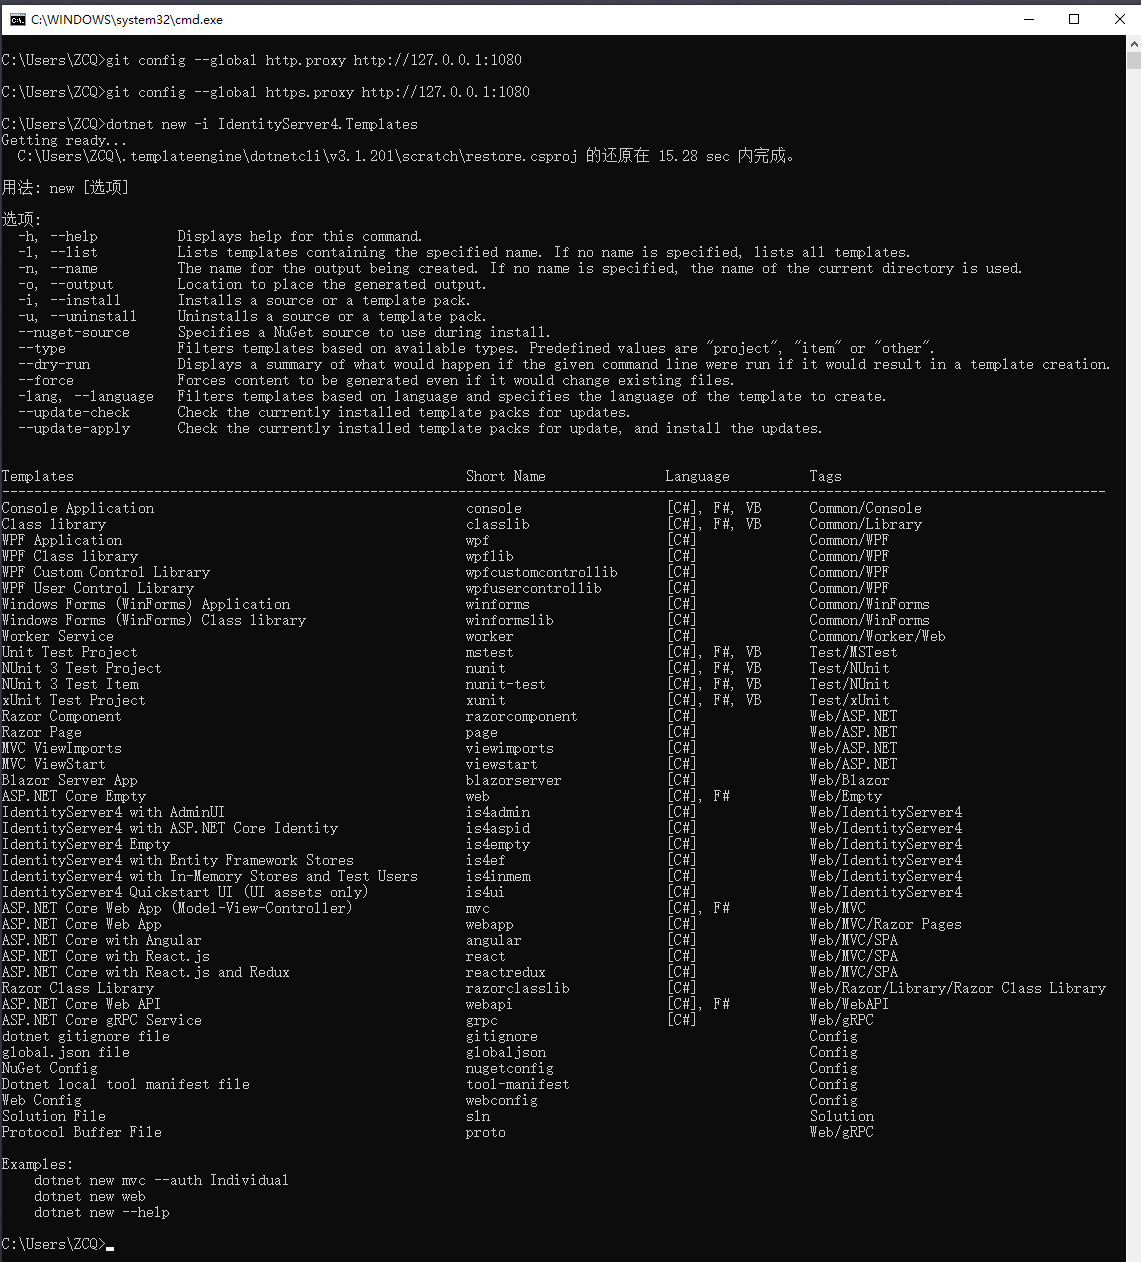 C:\WINDOWS\system32\cmd.exe
C:\Users\ZCQ>git config --global http.proxy http://127.0.0.1:1080
C:\Users\ZCQ>git config --global https.proxy http://127.0.0.1:1080
C:\Users\ZCQ>dotnet new -i IdentityServer4.Templates
Getting ready...
  C:\Users\ZCQ\.templateengine\dotnetcli\v3.1.201\scratch\restore.csproj 的还原在 15.28 sec 内完成。
用法: new [选项]
选项:
  -h, --help          Displays help for this command.
  -l, --list          Lists templates containing the specified name. If no name is specified, lists all templates.
  -n, --name          The name for the output being created. If no name is specified, the name of the current directory is used.
  -o, --output        Location to place the generated output.
  -i, --install       Installs a source or a template pack.
  -u, --uninstall     Uninstalls a source or a template pack.
  --nuget-source      Specifies a NuGet source to use during install.
  --type              Filters templates based on available types. Predefined values are "project", "item" or "other".
  --dry-run           Displays a summary of what would happen if the given command line were run if it would result in a template creation.
  --force             Forces content to be generated even if it would change existing files.
  -lang, --language   Filters templates based on language and specifies the language of the template to create.
  --update-check      Check the currently installed template packs for updates.
  --update-apply      Check the currently installed template packs for update, and install the updates.
Templates                                                 Short Name               Language          Tags
------------------------------------------------------------------------------------------------------------------------------------------
Console Application                                       console                  [C#], F#, VB      Common/Console
Class library                                             classlib                 [C#], F#, VB      Common/Library
WPF Application                                           wpf                      [C#]              Common/WPF
WPF Class library                                         wpflib                   [C#]              Common/WPF
WPF Custom Control Library                                wpfcustomcontrollib      [C#]              Common/WPF
WPF User Control Library                                  wpfusercontrollib        [C#]              Common/WPF
Windows Forms (WinForms) Application                      winforms                 [C#]              Common/WinForms
Windows Forms (WinForms) Class library                    winformslib              [C#]              Common/WinForms
Worker Service                                            worker                   [C#]              Common/Worker/Web
Unit Test Project                                         mstest                   [C#], F#, VB      Test/MSTest
NUnit 3 Test Project                                      nunit                    [C#], F#, VB      Test/NUnit
NUnit 3 Test Item                                         nunit-test               [C#], F#, VB      Test/NUnit
xUnit Test Project                                        xunit                    [C#], F#, VB      Test/xUnit
Razor Component                                           razorcomponent           [C#]              Web/ASP.NET
Razor Page                                                page                     [C#]              Web/ASP.NET
MVC ViewImports                                           viewimports              [C#]              Web/ASP.NET
MVC ViewStart                                             viewstart                [C#]              Web/ASP.NET
Blazor Server App                                         blazorserver             [C#]              Web/Blazor
ASP.NET Core Empty                                        web                      [C#], F#          Web/Empty
IdentityServer4 with AdminUI                              is4admin                 [C#]              Web/IdentityServer4
IdentityServer4 with ASP.NET Core Identity                is4aspid                 [C#]              Web/IdentityServer4
IdentityServer4 Empty                                     is4empty                 [C#]              Web/IdentityServer4
IdentityServer4 with Entity Framework Stores              is4ef                    [C#]              Web/IdentityServer4
IdentityServer4 with In-Memory Stores and Test Users      is4inmem                 [C#]              Web/IdentityServer4
IdentityServer4 Quickstart UI (UI assets only)            is4ui                    [C#]              Web/IdentityServer4
ASP.NET Core Web App (Model-View-Controller)              mvc                      [C#], F#          Web/MVC
ASP.NET Core Web App                                      webapp                   [C#]              Web/MVC/Razor Pages
ASP.NET Core with Angular                                 angular                  [C#]              Web/MVC/SPA
ASP.NET Core with React.js                                react                    [C#]              Web/MVC/SPA
ASP.NET Core with React.js and Redux                      reactredux               [C#]              Web/MVC/SPA
Razor Class Library                                       razorclasslib            [C#]              Web/Razor/Library/Razor Class Library
ASP.NET Core Web API                                      webapi                   [C#], F#          Web/WebAPI
ASP.NET Core gRPC Service                                 grpc                     [C#]              Web/gRPC
dotnet gitignore file                                     gitignore                                  Config
global.json file                                          globaljson                                 Config
NuGet Config                                              nugetconfig                                Config
Dotnet local tool manifest file                           tool-manifest                              Config
Web Config                                                webconfig                                  Config
Solution File                                             sln                                        Solution
Protocol Buffer File                                      proto                                      Web/gRPC
Examples:
    dotnet new mvc --auth Individual
    dotnet new web
    dotnet new --help
C:\Users\ZCQ>